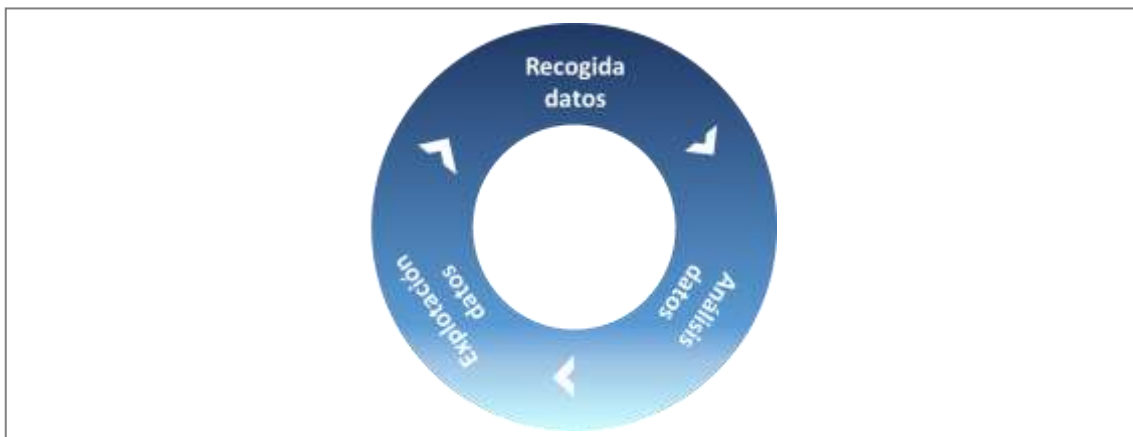 Recogida
datos
Análisis
datos
Explotación
datos